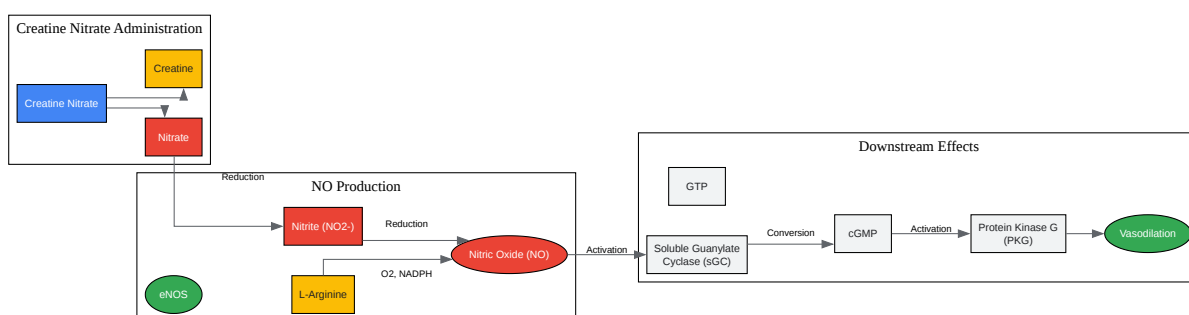 Creatine Nitrate Administration
Creatine
Creatine Nitrate
Nitrate
Reduction
NO Production
Nitrite (NO2-)
Reduction
Nitric Oxide (NO)
O2, NADPH
eNOS
L-Arginine
Activation
Downstream Effects
GTP
Soluble Guanylate
Cyclase (sGC)
Conversion
cGMP
Activation
Protein Kinase G
(PKG)
Vasodilation